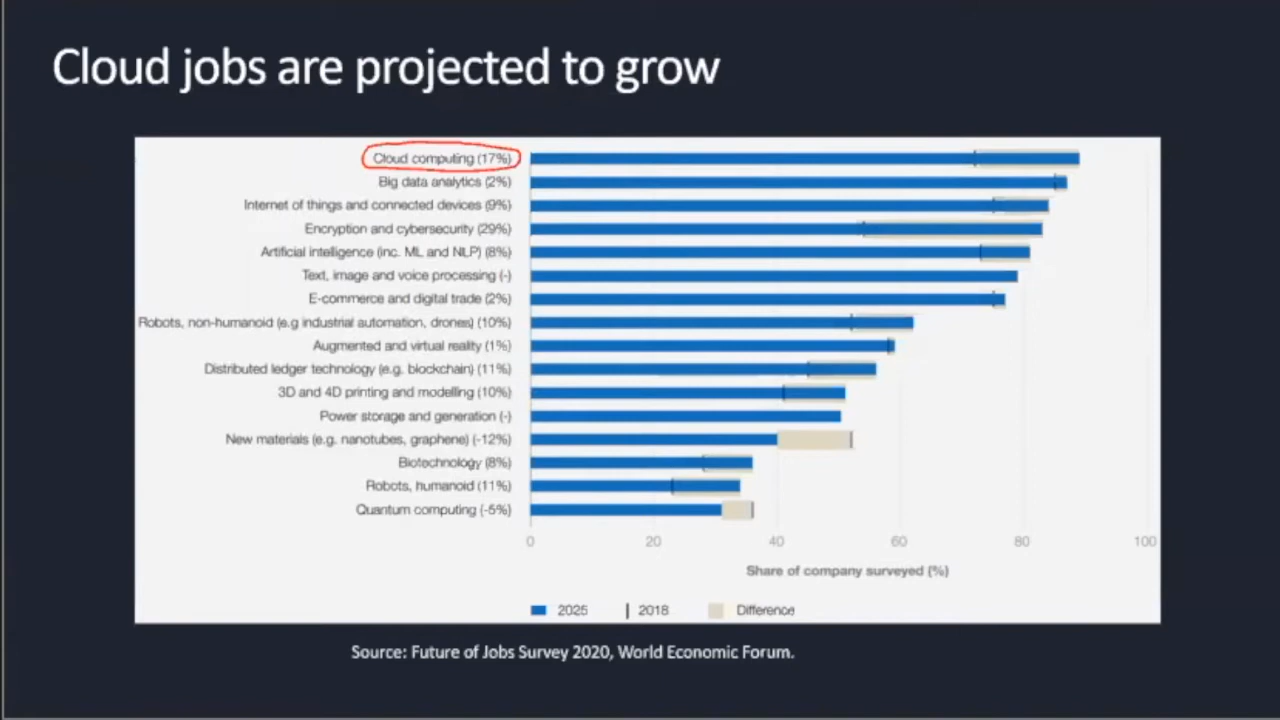 Cloud jobs are projected to grow
Cloud computing (17%)
Big data analytics (2%)
Internet of things and connected devices (9%)
Encryption and cybersecurity (29%)
Artificial intelligence (inc. ML and NLP) (8%)
Text, image and voice processing (-)
E-commerce and digital trade (2%)
Robots, non-humanoid (e.g industrial automation, drones) (10%)
Augmented and virtual reality (1%)
Distributed ledger technology (e.g. blockchain) (11%)
3D and 4D printing and modelling (10%)
Power storage and generation (-)
New materials (e.g. nanotubes, graphene) (-12%)
Biotechnology (8%)
Robots, humanoid (11%)
Quantum computing (-5%)
0 20 40 60 80 100
Share of company surveyed (%)
2025 2018 Difference
Source: Future of Jobs Survey 2020, World Economic Forum.